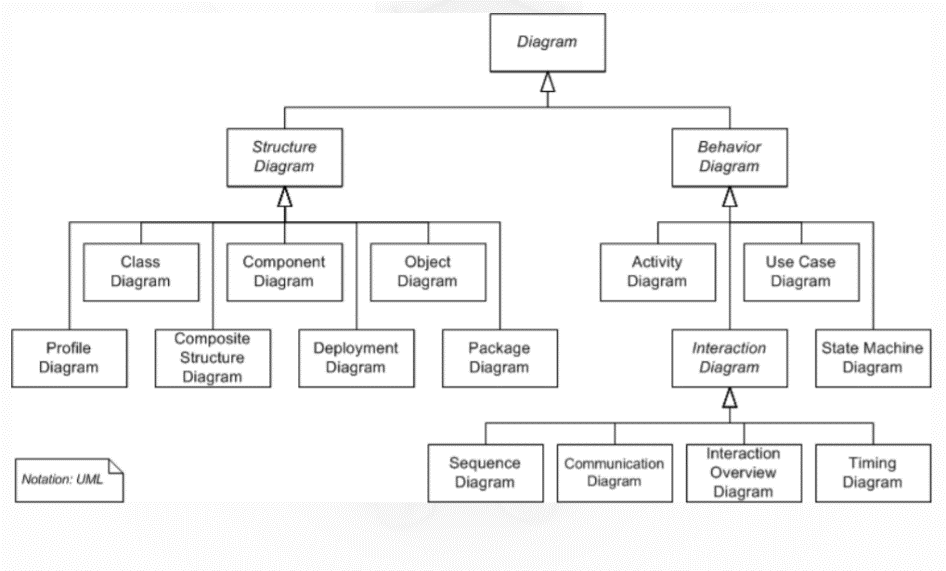 Diagram
Structure
Diagram
Behavior
Diagram
Class
Diagram
Component
Diagram
Object
Diagram
Activity
Diagram
Use Case
Diagram
Profile
Diagram
Composite
Structure
Diagram
Deployment
Diagram
Package
Diagram
Interaction
Diagram
State Machine
Diagram
Sequence
Diagram
Communication
Diagram
Interaction
Overview
Diagram
Timing
Diagram
Notation: UML